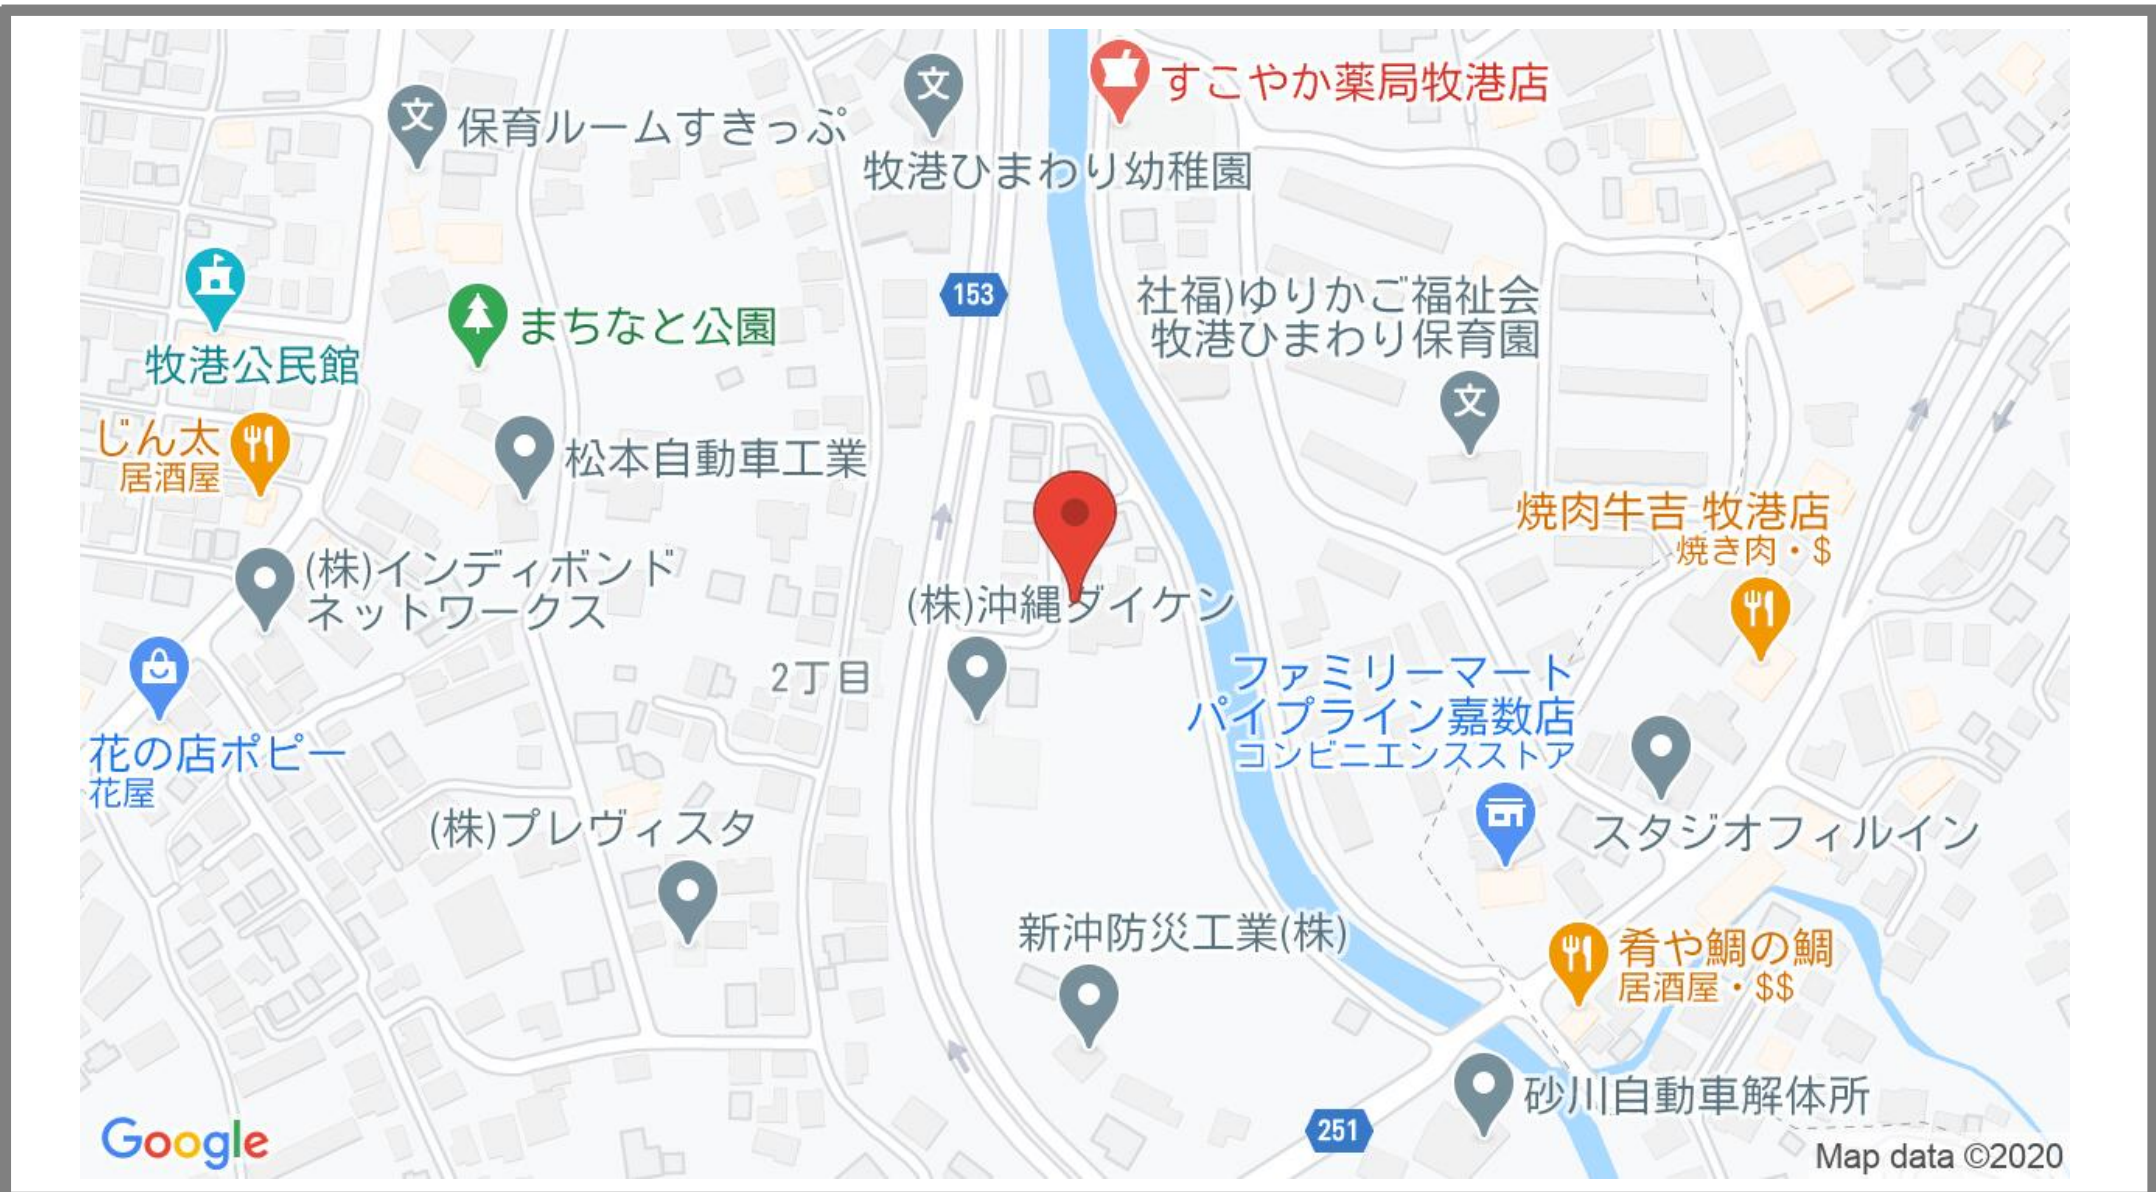 すこやか薬局牧港店
保育ルームすきっぷ
牧港ひまわり幼稚園
153
社福)ゆりかご福祉会
牧港ひまわり保育園
まちなと公園
牧港公民館
じん太
居酒屋
松本自動車工業
焼肉牛吉 牧港店
焼き肉・$
(株)インディボンド
ネットワークス
(株)沖縄ダイケン
2丁目
ファミリーマート
パイプライン嘉数店
コンビニエンスストア
花の店ポピー
花屋
(株)プレヴィスタ
スタジオフィルイン
新沖防災工業(株)
肴や鯛の鯛
居酒屋・$$
砂川自動車解体所
251
Google
Map data ©2020